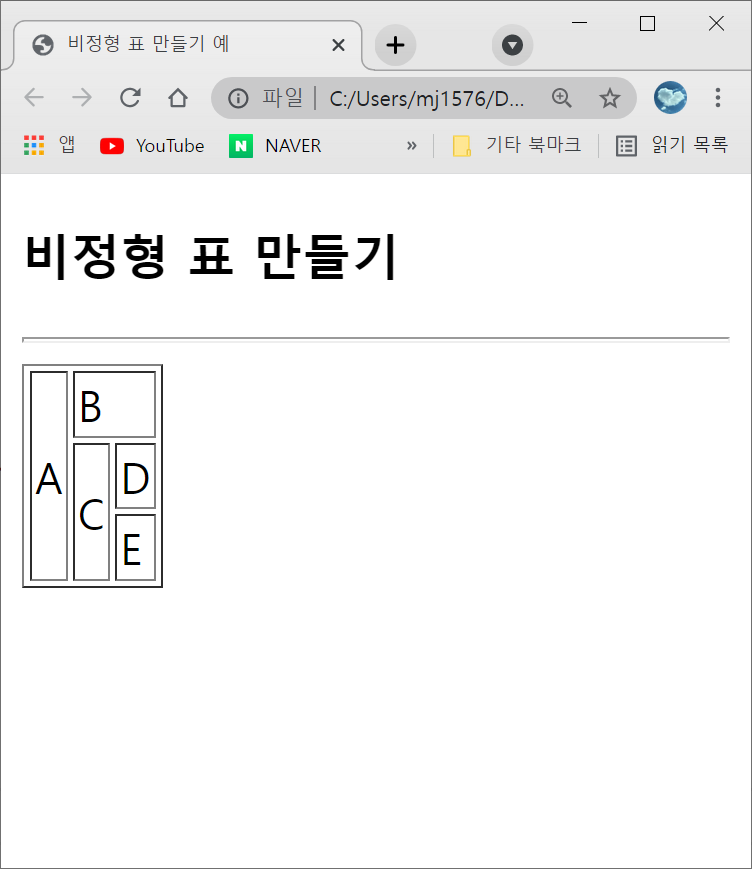 비정형 표 만들기 예
파일 | C:/Users/mj1576/D...
앱 YouTube NAVER » 기타 북마크 읽기 목록
비정형 표 만들기
B
A D
C
E